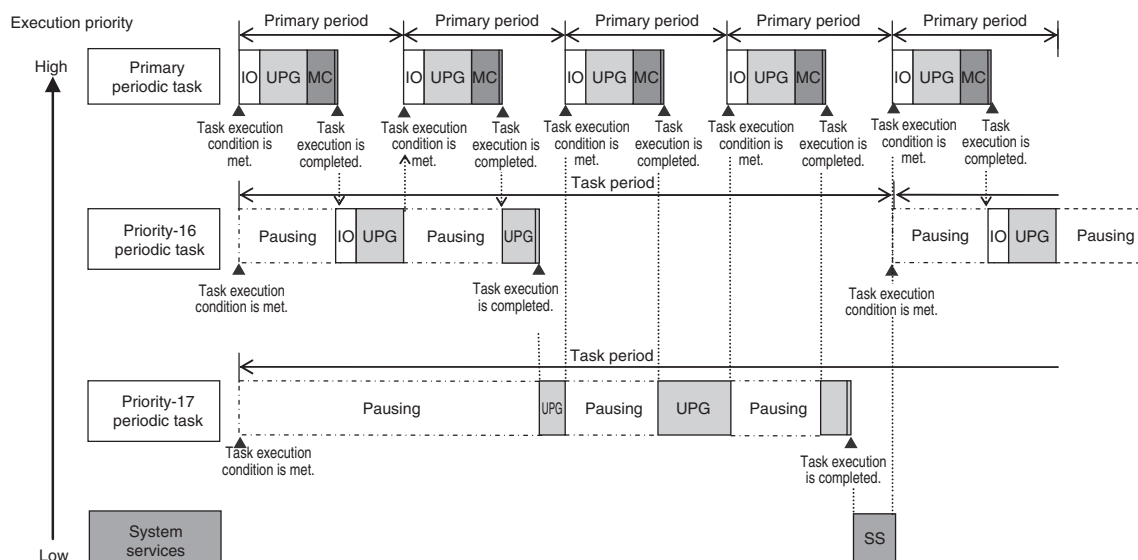 Execution priority
Primary period Primary period Primary period Primary period Primary period
High
Primary
periodic task
IO UPG MC IO UPG MC IO UPG MC IO UPG MC IO UPG MC
Task execution Task Task execution Task Task execution Task Task execution Task Task execution Task
condition is execution is condition is execution is condition is execution is condition is execution is condition is execution is
met. completed. met. completed. met. completed. met. completed. met. completed.
Task period
Priority-16
periodic task
Pausing IO UPG Pausing UPG Pausing IO UPG Pausing
Task execution
condition is met.
Task execution
is completed.
Task execution
condition is met.
Task period
Priority-17
periodic task
Pausing UPG Pausing UPG Pausing
Task execution
condition is met.
Task execution
is completed.
System
services
SS
Low